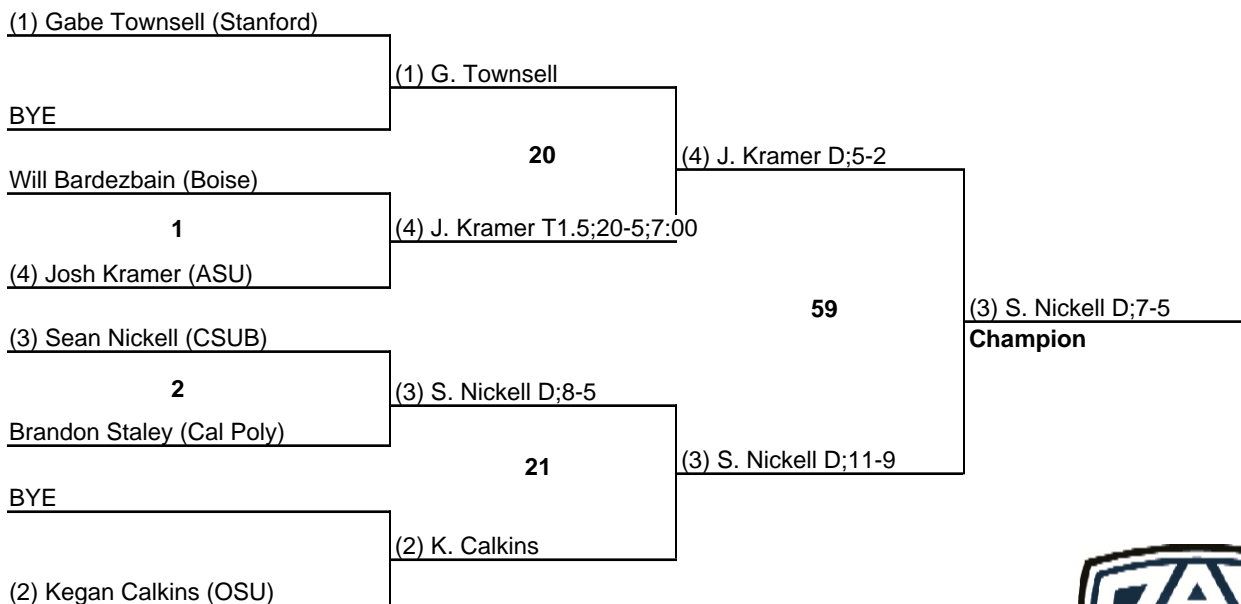 (1) Gabe Townsell (Stanford)
(1) G. Townsell
BYE
20
(4) J. Kramer D;5-2
Will Bardezbain (Boise)
1
(4) J. Kramer T1.5;20-5;7:00
(4) Josh Kramer (ASU)
59
(3) S. Nickell D;7-5
Champion
(3) Sean Nickell (CSUB)
2
(3) S. Nickell D;8-5
Brandon Staley (Cal Poly)
21
(3) S. Nickell D;11-9
BYE
(2) K. Calkins
(2) Kegan Calkins (OSU)